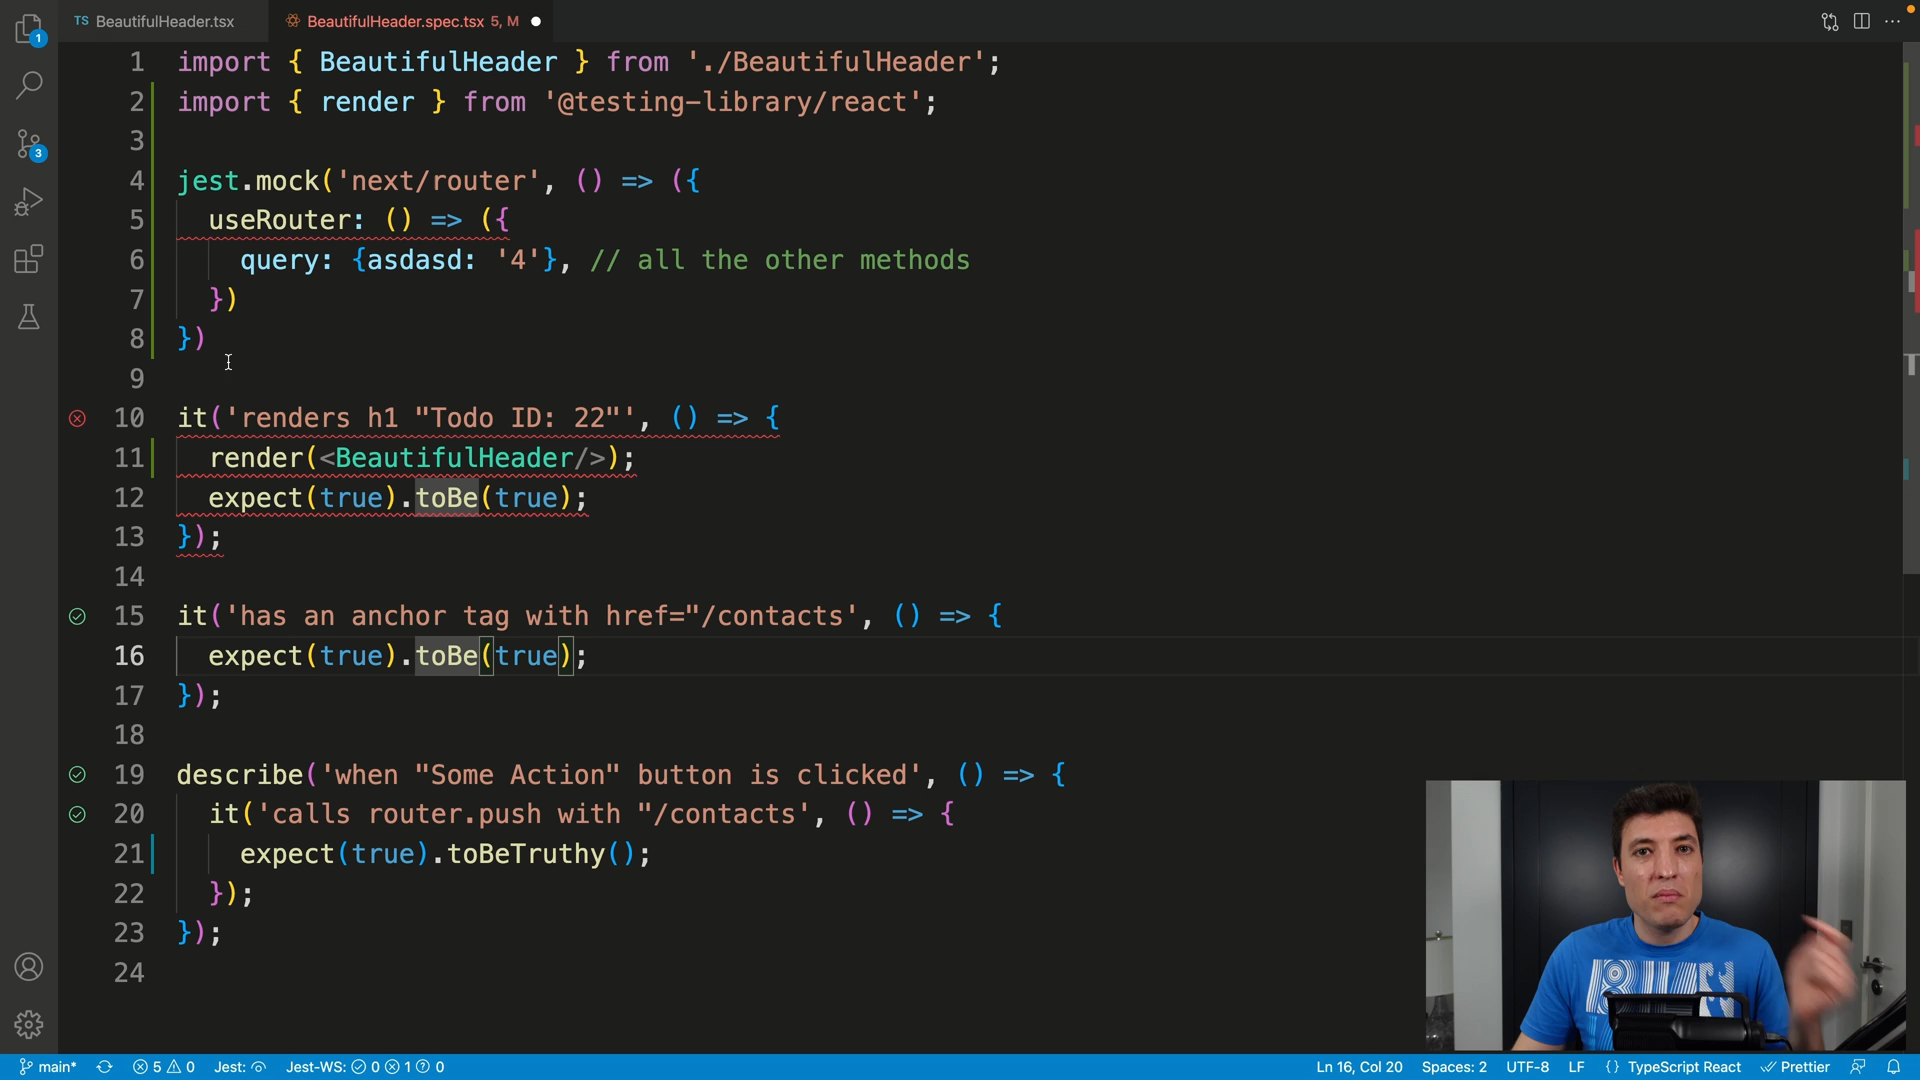 TS BeautifulHeader.tsx
BeautifulHeader.spec.tsx 5, M
1 import { BeautifulHeader } from './BeautifulHeader';
2 import { render } from '@testing-library/react';
3
4 jest.mock('next/router', () => ({
5 useRouter: () => ({
6 query: {asdasd: '4'}, // all the other methods
7 })
8 })
9
10 it('renders h1 "Todo ID: 22"', () => {
11 render(<BeautifulHeader/>);
12 expect(true).toBe(true);
13 });
14
15 it('has an anchor tag with href="/contacts', () => {
16 expect(true).toBe(true);
17 });
18
19 describe('when "Some Action" button is clicked', () => {
20 it('calls router.push with "/contacts', () => {
21 expect(true).toBeTruthy();
22 });
23 });
24
1
3
main* 5 0 Jest: Jest-WS: 0 1 0 Ln 16, Col 20 Spaces: 2 UTF-8 LF {} TypeScript React Prettier